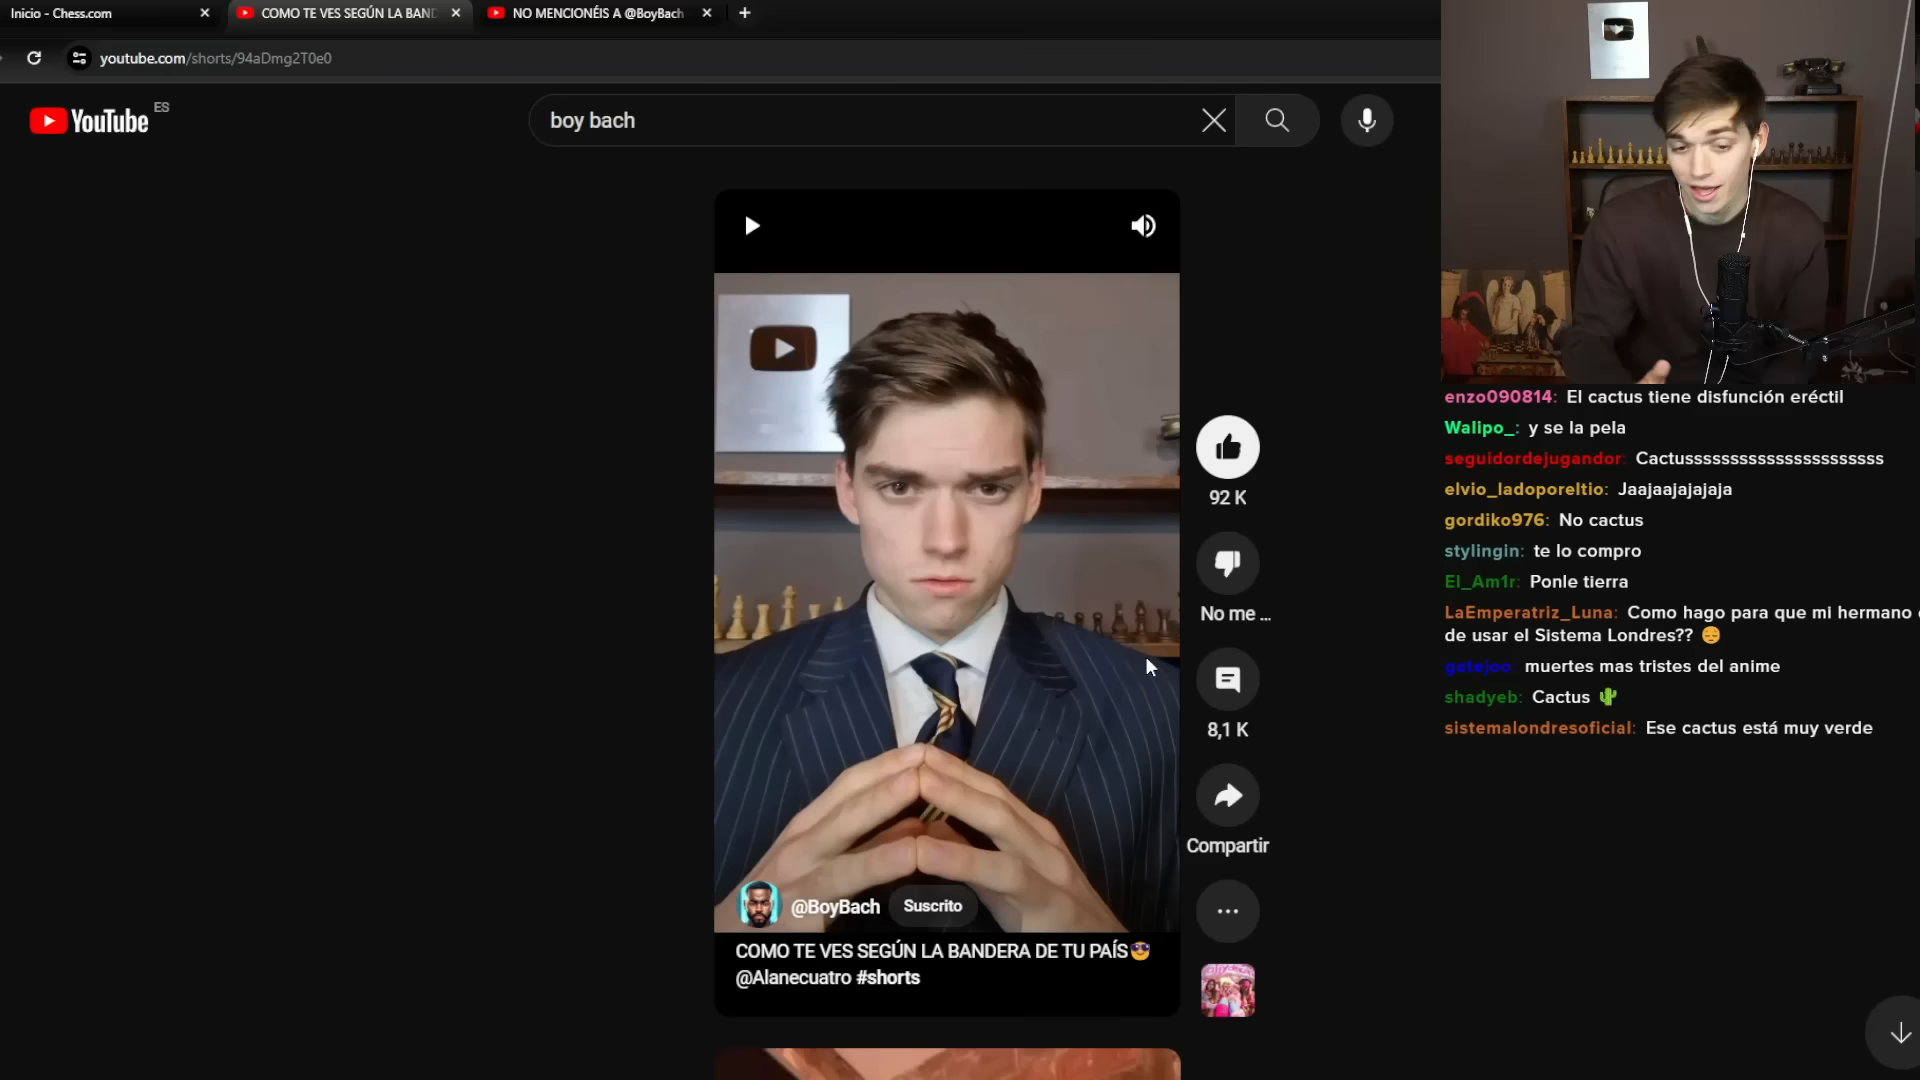 Inicio - Chess.com
COMO TE VES SEGÚN LA BAND
NO MENCIONÉIS A @BoyBach
youtube.com/shorts/94aDmg2T0e0
YouTube ES
boy bach
92 K
No me ...
8,1 K
Compartir
@BoyBach Suscrito
COMO TE VES SEGÚN LA BANDERA DE TU PAÍS😎
@Alanecuatro #shorts
enzo090814: El cactus tiene disfunción eréctil
Walipo_: y se la pela
seguidordejugandor: Cactusssssssssssssssssssssss
elvio_ladoporeltio: Jaajaajajajaja
gordiko976: No cactus
stylingin: te lo compro
El_Am1r: Ponle tierra
LaEmperatriz_Luna: Como hago para que mi hermano
de usar el Sistema Londres?? 😔
gatejoo: muertes mas tristes del anime
shadyeb: Cactus 🌵
sistemalondresoficial: Ese cactus está muy verde